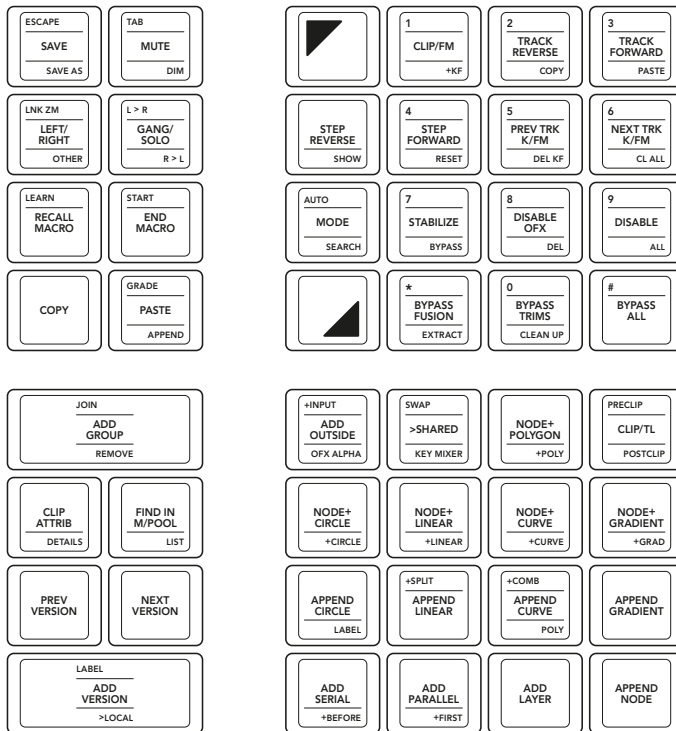 ESCAPE
SAVE
SAVE AS
TAB
MUTE
DIM
1
CLIP/FM
+KF
2
TRACK
REVERSE
COPY
3
TRACK
FORWARD
PASTE
LNK ZM
LEFT/
RIGHT
OTHER
L > R
GANG/
SOLO
R > L
STEP
REVERSE
SHOW
4
STEP
FORWARD
RESET
5
PREV TRK
K/FM
DEL KF
6
NEXT TRK
K/FM
CL ALL
LEARN
RECALL
MACRO
START
END
MACRO
AUTO
MODE
SEARCH
7
STABILIZE
BYPASS
8
DISABLE
OFX
DEL
9
DISABLE
ALL
COPY
GRADE
PASTE
APPEND
*
BYPASS
FUSION
EXTRACT
0
BYPASS
TRIMS
CLEAN UP
#
BYPASS
ALL
JOIN
ADD
GROUP
REMOVE
+INPUT
ADD
OUTSIDE
OFX ALPHA
SWAP
>SHARED
KEY MIXER
NODE+
POLYGON
+POLY
PRECLIP
CLIP/TL
POSTCLIP
CLIP
ATTRIB
DETAILS
FIND IN
M/POOL
LIST
NODE+
CIRCLE
+CIRCLE
NODE+
LINEAR
+LINEAR
NODE+
CURVE
+CURVE
NODE+
GRADIENT
+GRAD
PREV
VERSION
NEXT
VERSION
APPEND
CIRCLE
LABEL
+SPLIT
APPEND
LINEAR
+COMB
APPEND
CURVE
POLY
APPEND
GRADIENT
LABEL
ADD
VERSION
>LOCAL
ADD
SERIAL
+BEFORE
ADD
PARALLEL
+FIRST
ADD
LAYER
APPEND
NODE